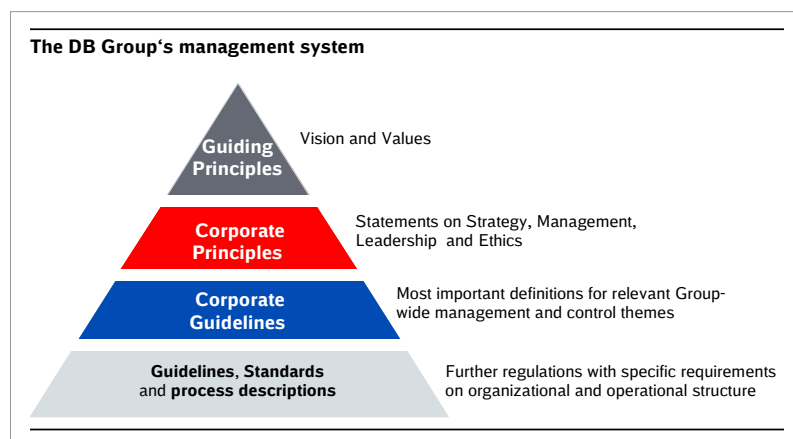 The DB Group‘s management system
Guiding
Principles
Vision and Values
Corporate
Principles
Statements on Strategy, Management,
Leadership and Ethics
Corporate
Guidelines
Most important definitions for relevant Group-
wide management and control themes
Guidelines, Standards
and process descriptions
Further regulations with specific requirements
on organizational and operational structure